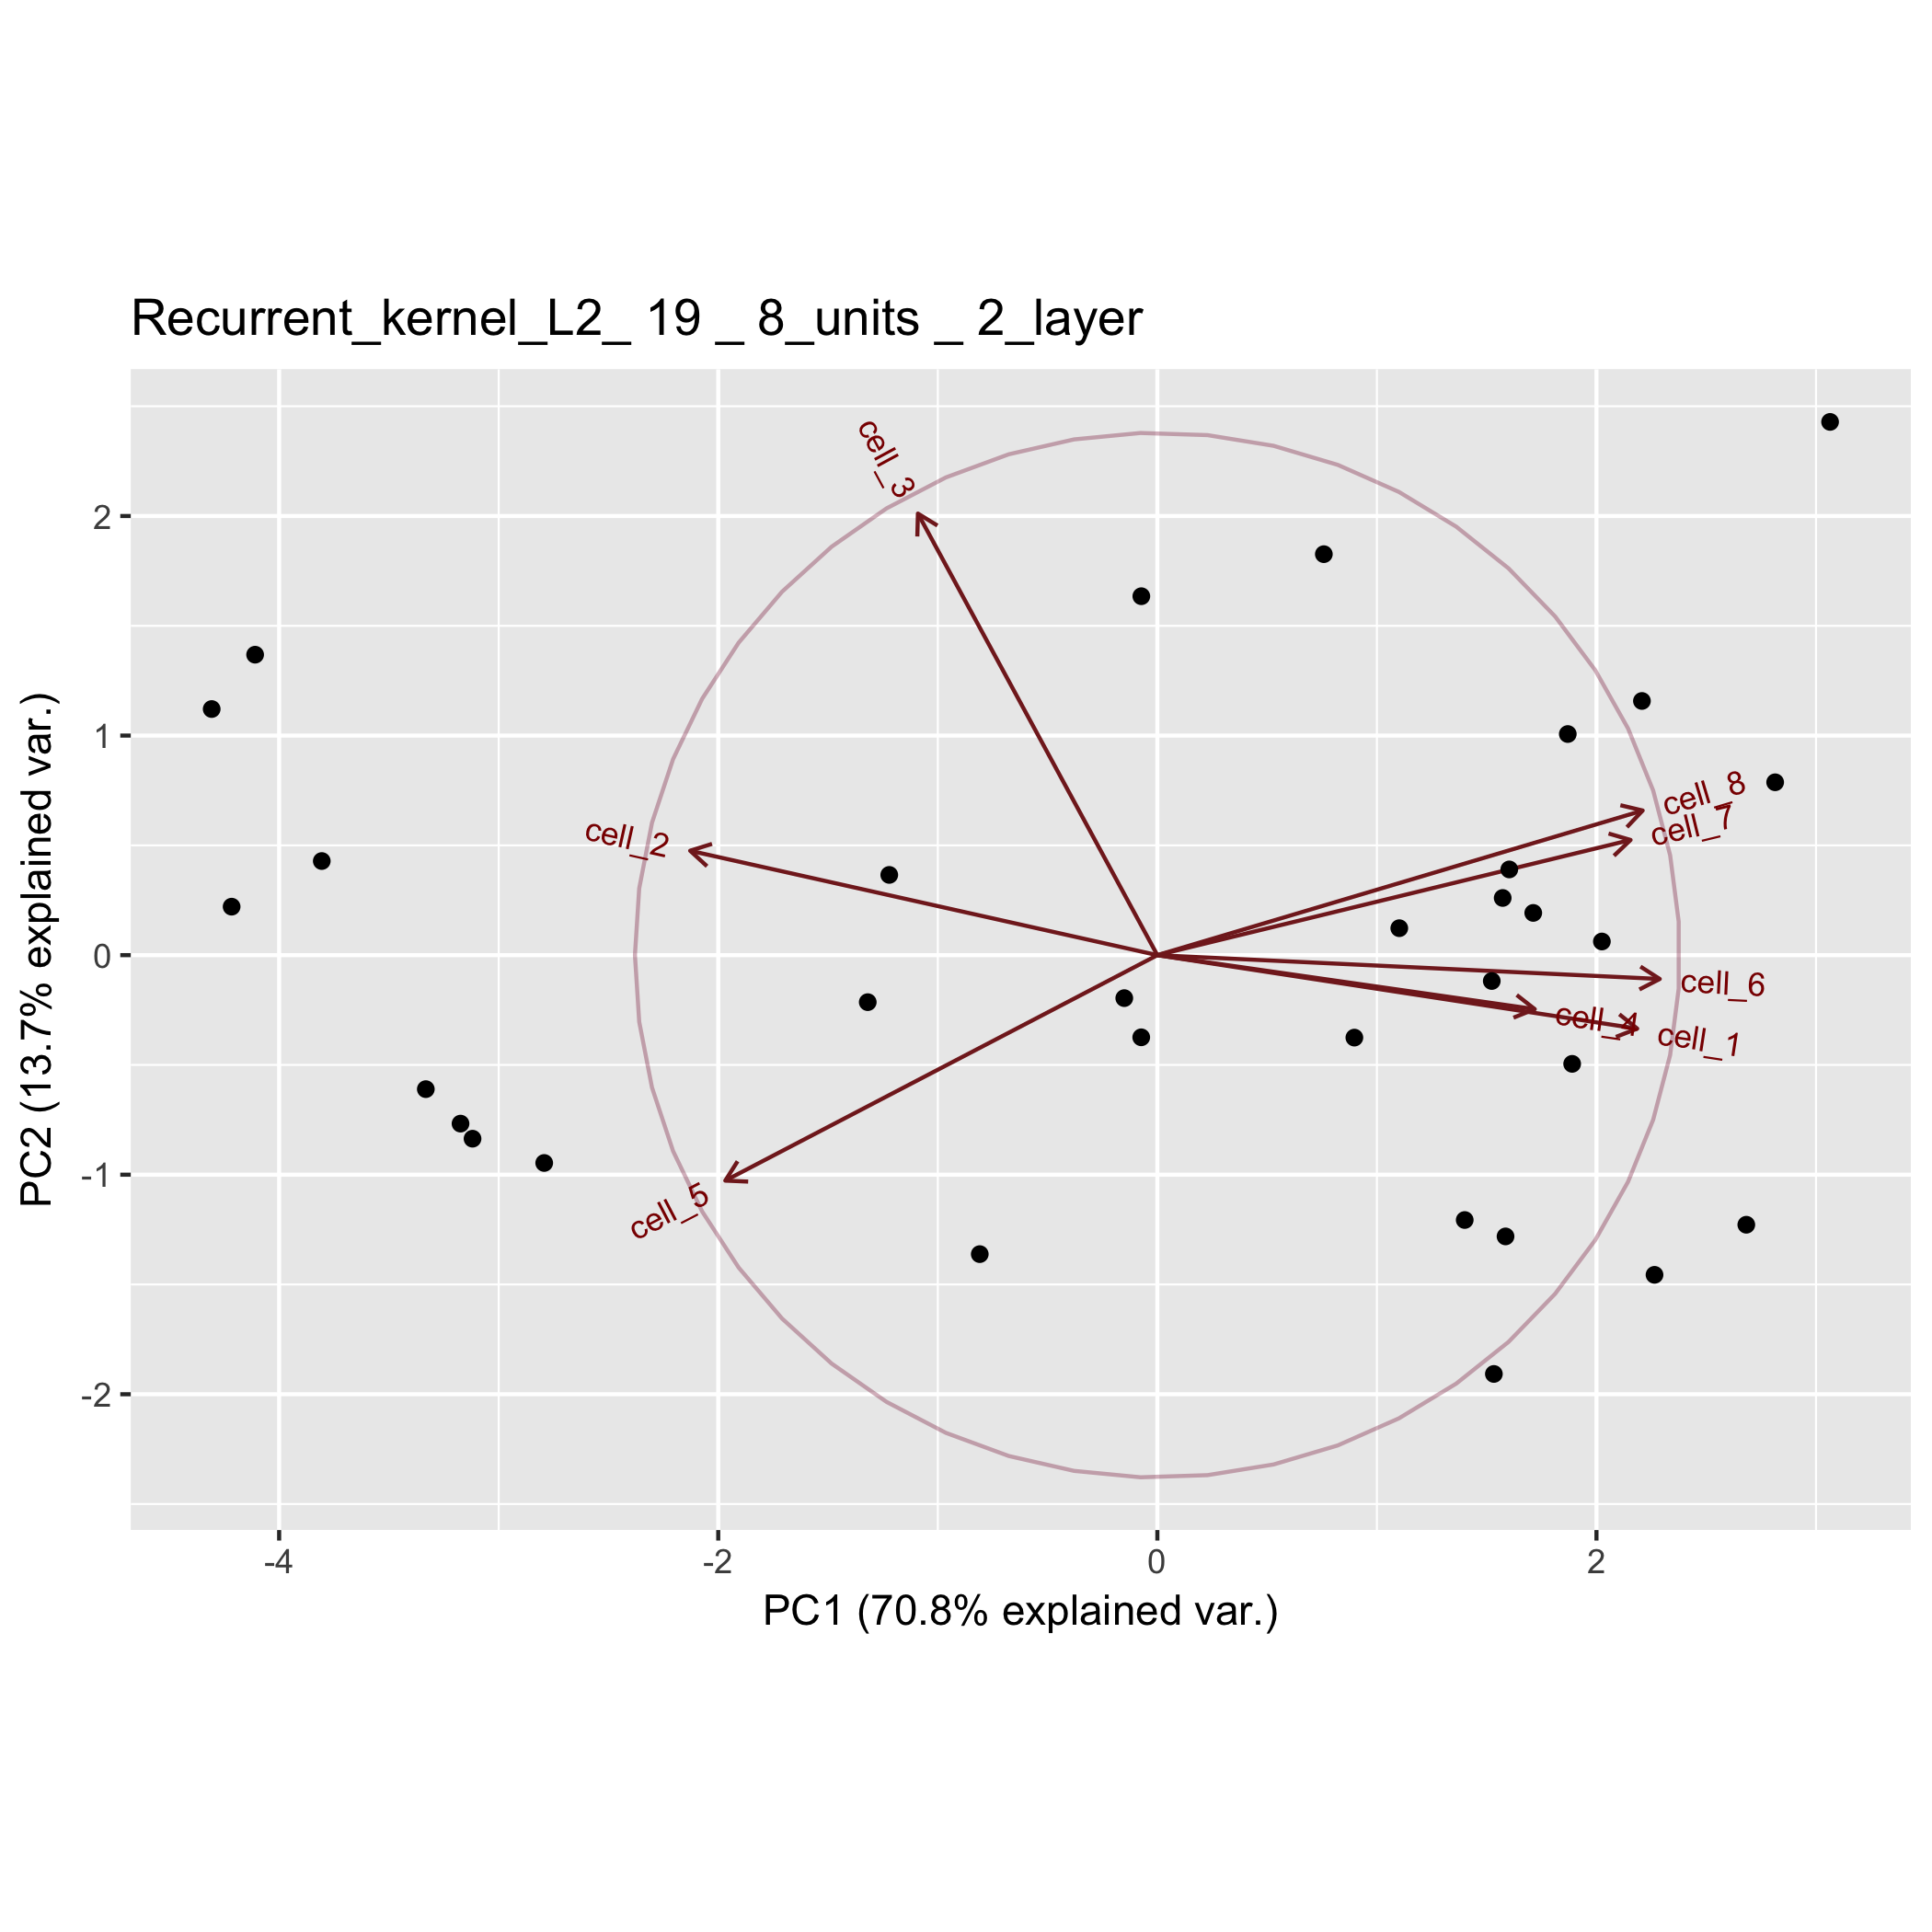 Recurrent_kernel_L2_ 19 _ 8_units _ 2_layer
cell_3
cell_8
cell_7
cell_2
cell_6
cell_4
cell_1
cell_5
2
1
0
-1
-2
-4
-2
0
2
PC1 (70.8% explained var.)
PC2 (13.7% explained var.)